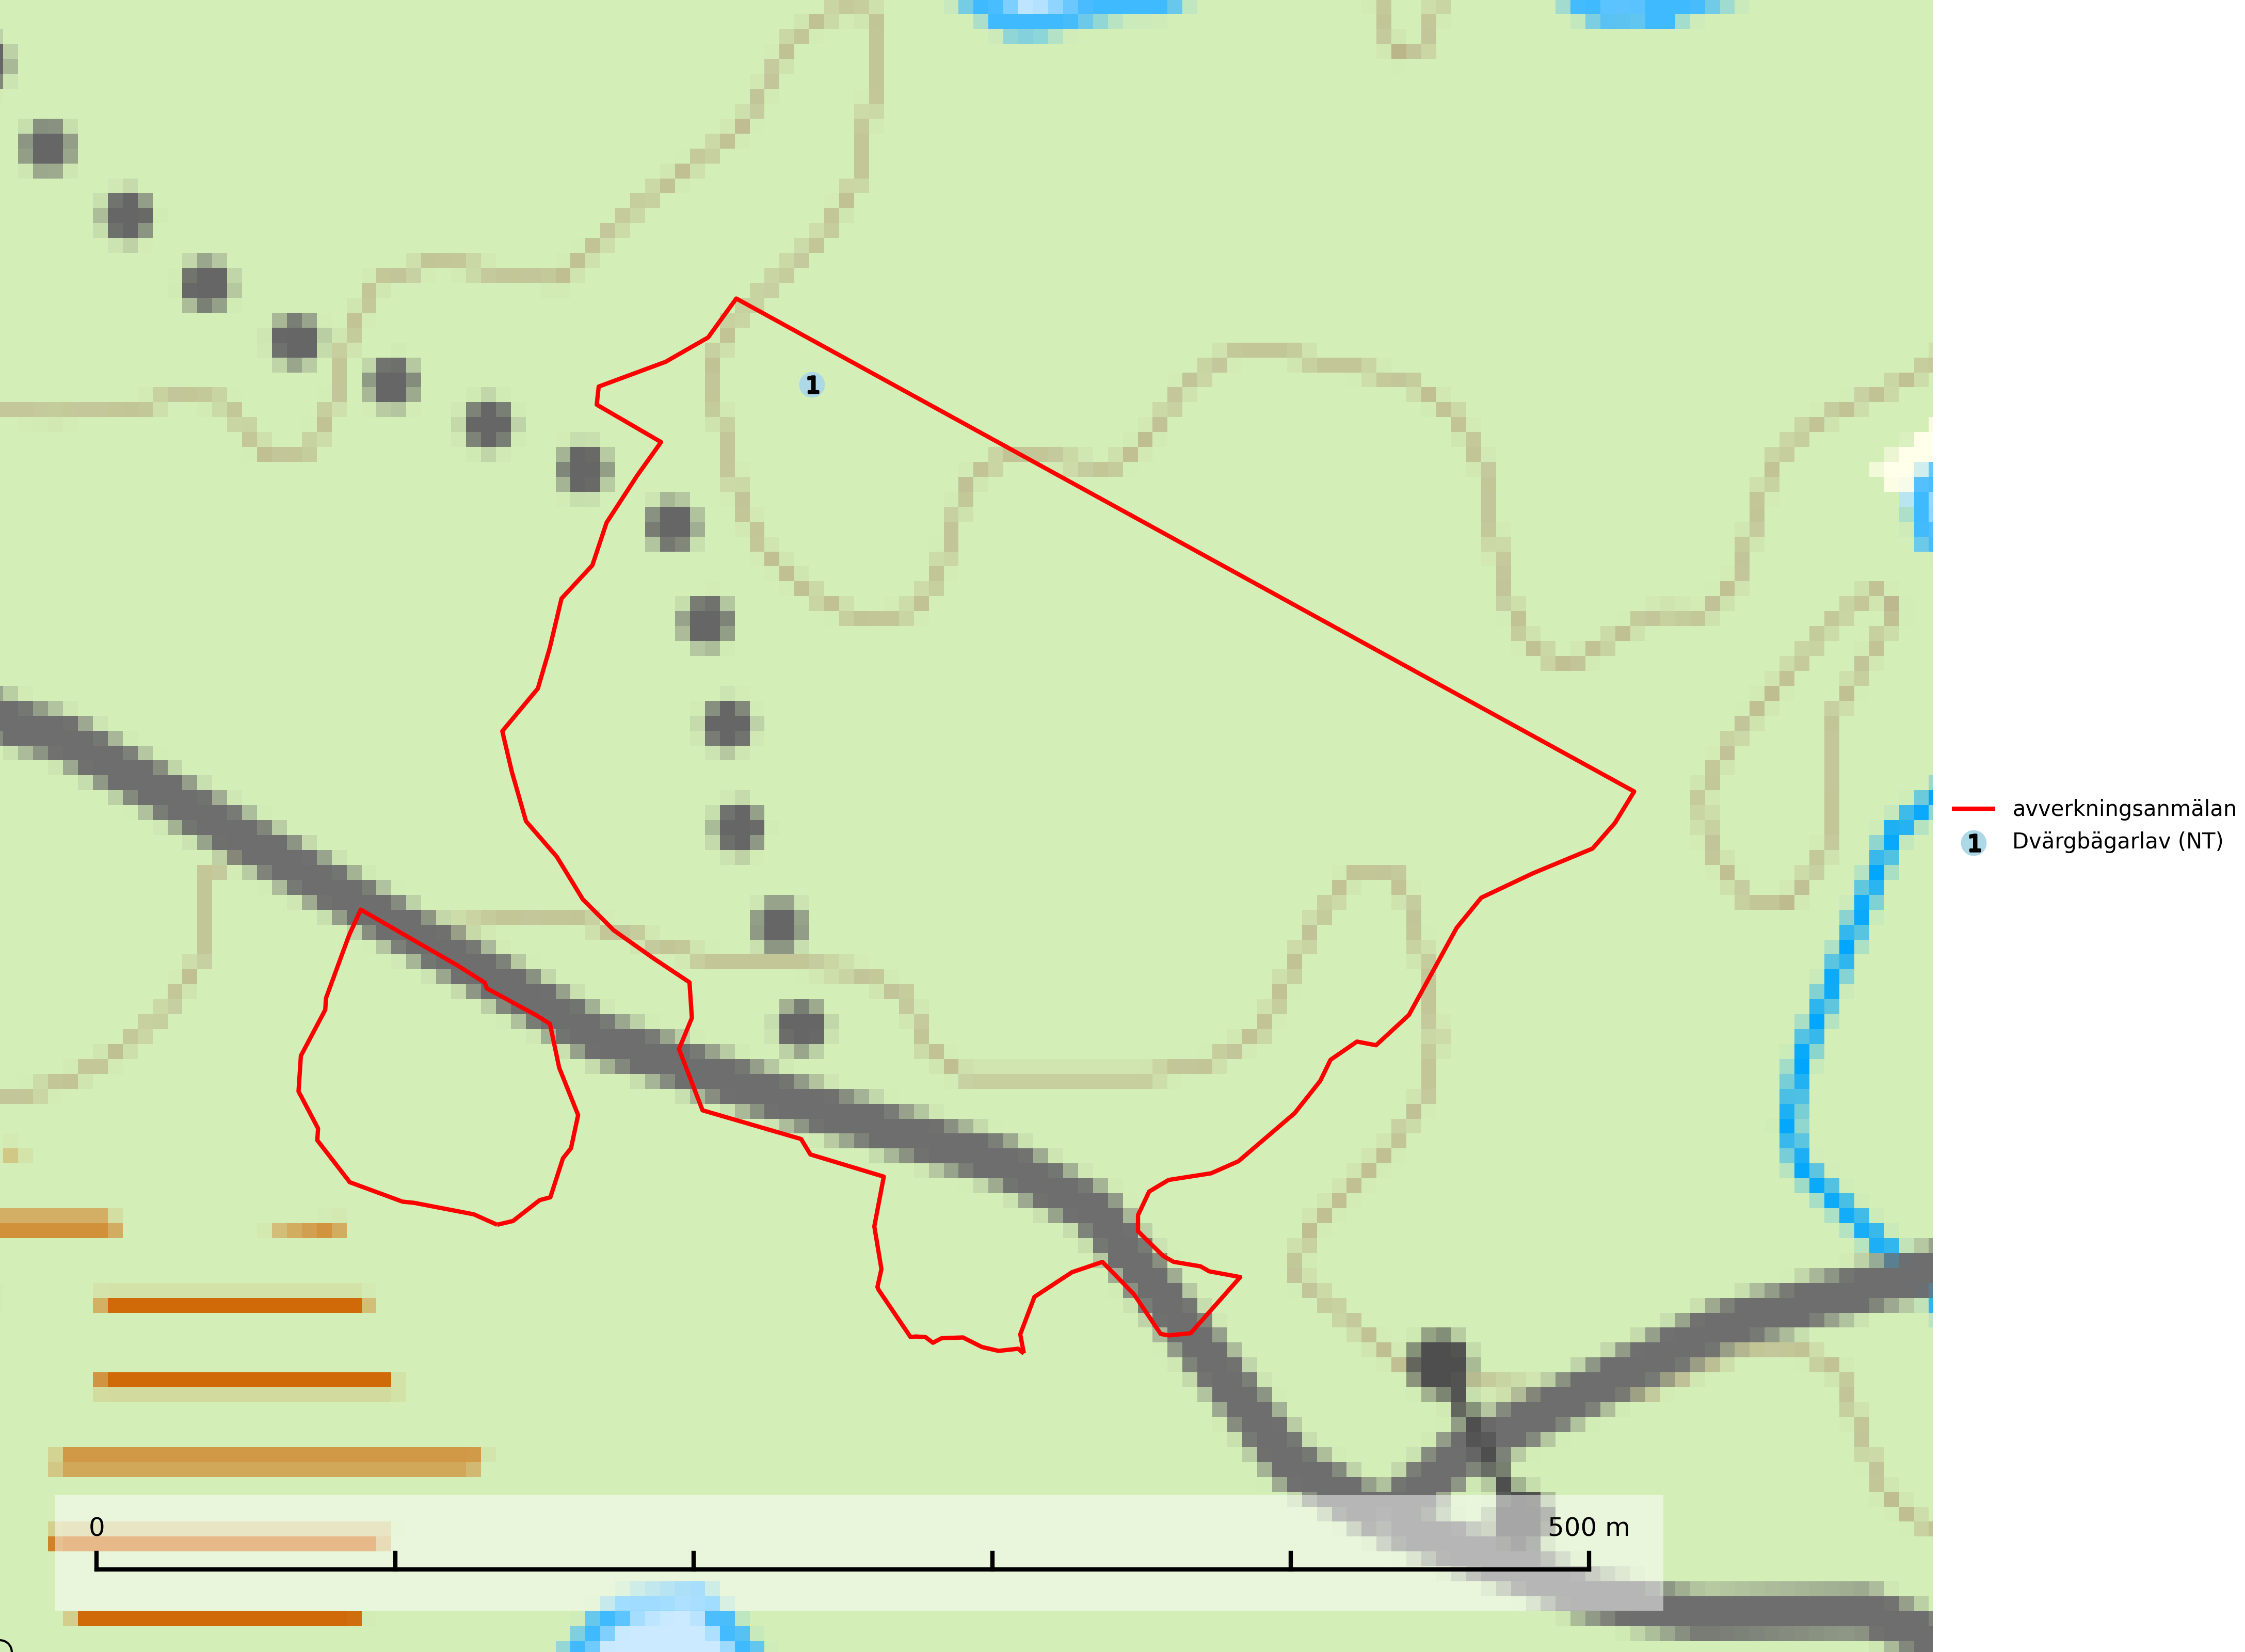 1
avverkningsanmälan
1 Dvärgbägarlav (NT)
0 500 m